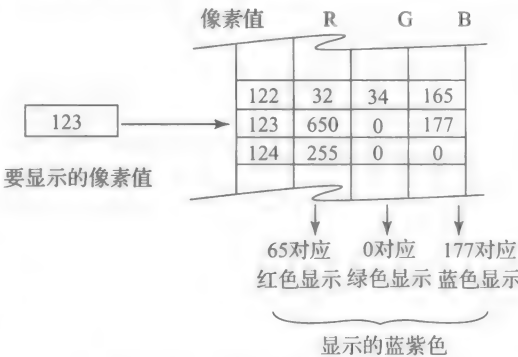 像素值 R G B
122 32 34 165
123 650 0 177
124 255 0 0
123
要显示的像素值
65对应 0对应 177对应
红色显示 绿色显示 蓝色显示
显示的蓝紫色